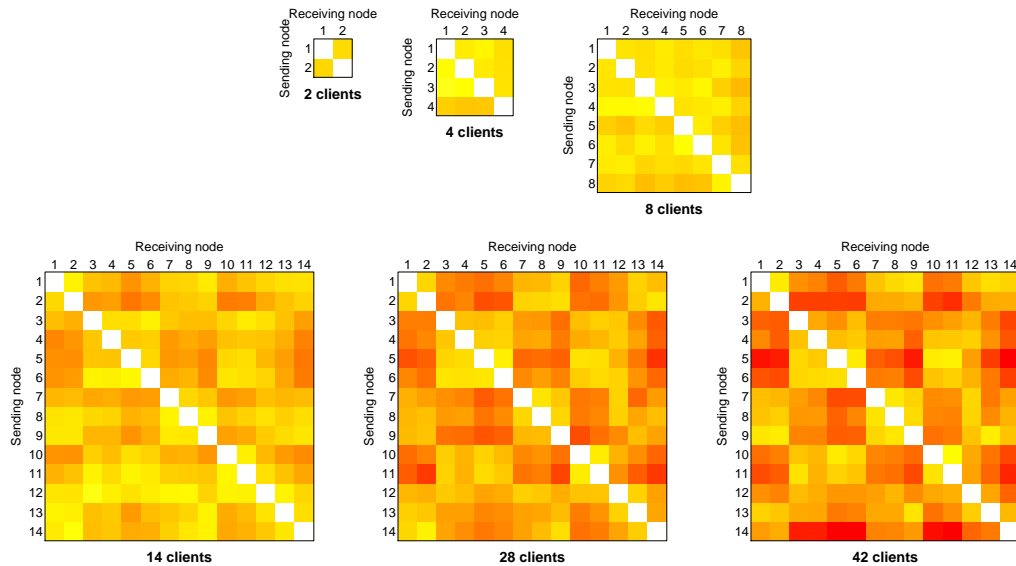 Receiving node
1 2
Sending node
1
2
2 clients
Receiving node
1 2 3 4
Sending node
1
2
3
4
4 clients
Receiving node
1 2 3 4 5 6 7 8
Sending node
1
2
3
4
5
6
7
8
8 clients
Receiving node
1 2 3 4 5 6 7 8 9 10 11 12 13 14
Sending node
1
2
3
4
5
6
7
8
9
10
11
12
13
14
14 clients
Receiving node
1 2 3 4 5 6 7 8 9 10 11 12 13 14
Sending node
1
2
3
4
5
6
7
8
9
10
11
12
13
14
28 clients
Receiving node
1 2 3 4 5 6 7 8 9 10 11 12 13 14
Sending node
1
2
3
4
5
6
7
8
9
10
11
12
13
14
42 clients